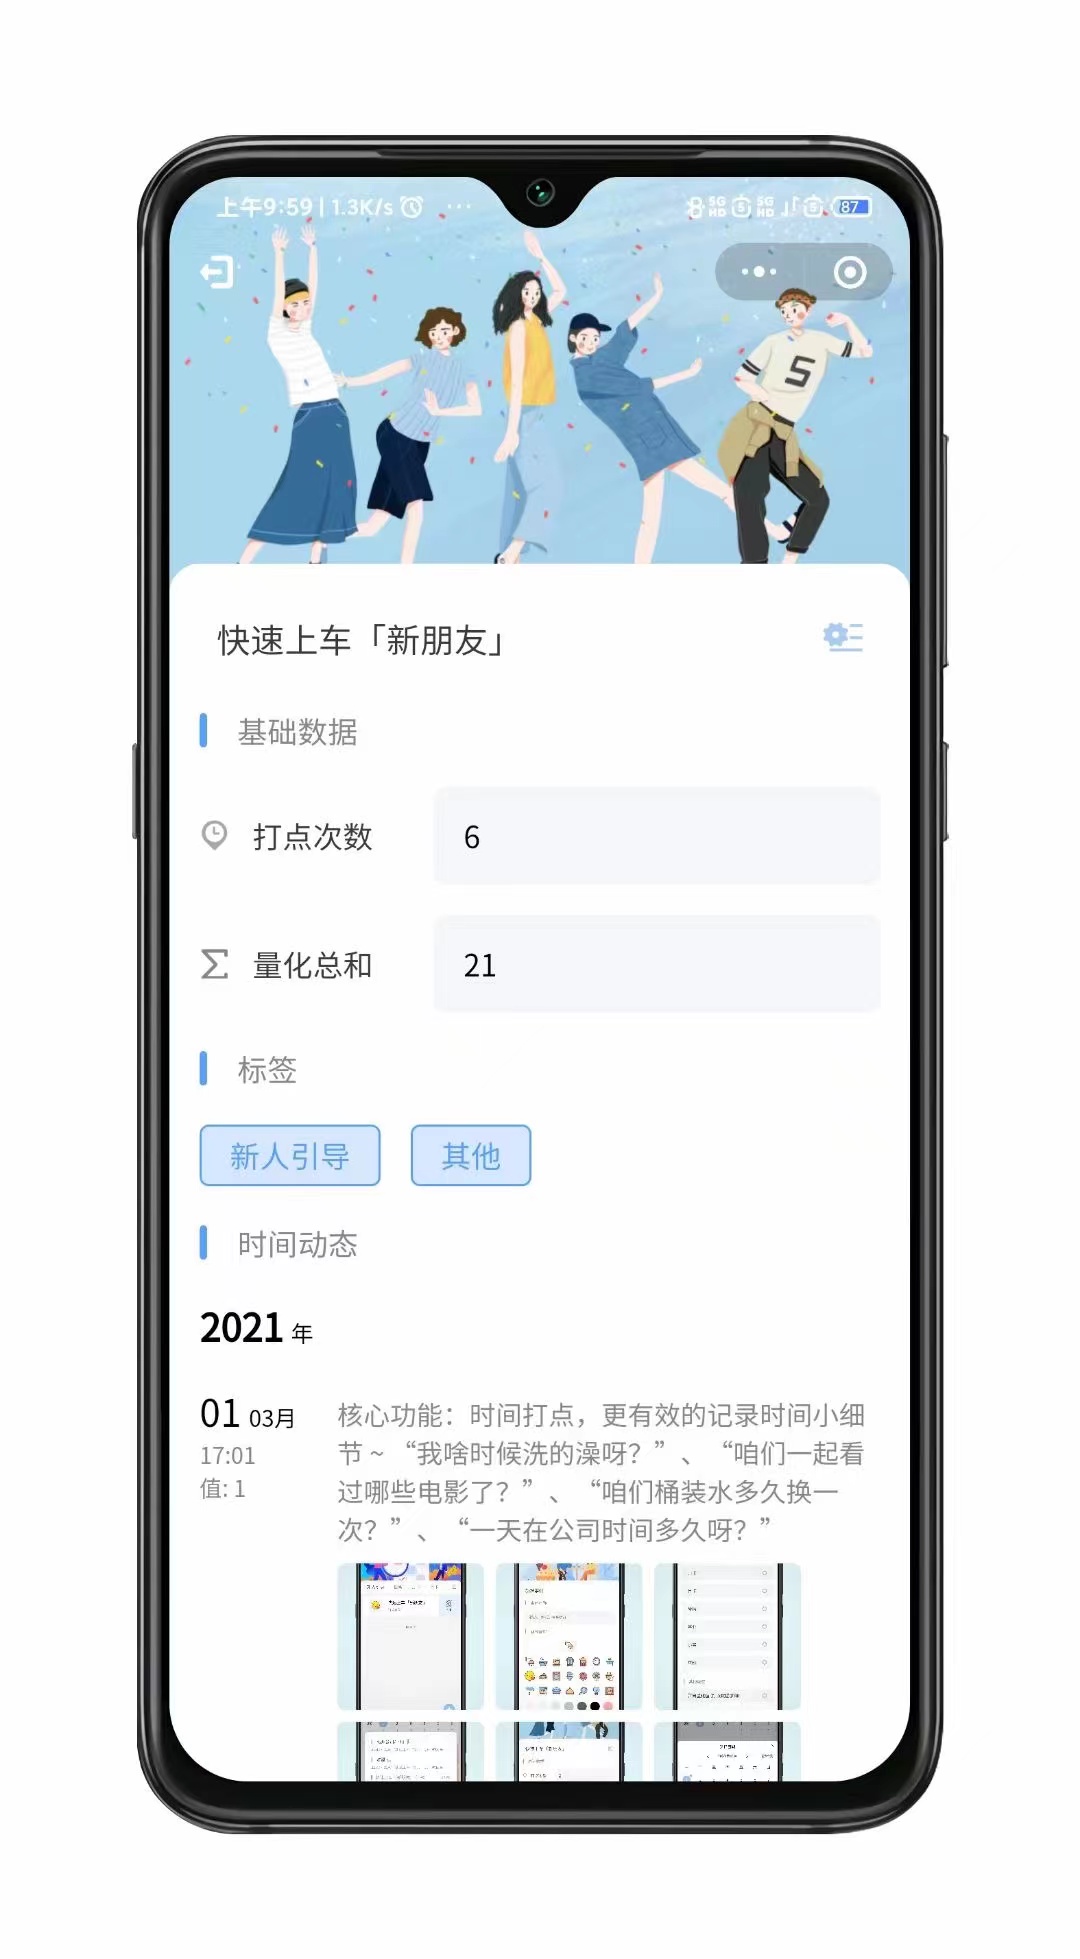 上午9:59 | 1.3K/s ...
5G HD 5G HD 87
S
快速上车「新朋友」
基础数据
打点次数 6
量化总和 21
标签
新人引导 其他
时间动态
2021 年
01 03月
17:01
值: 1
核心功能：时间打点，更有效的记录时间小细
节 ~ “我啥时候洗的澡呀？”、“咱们一起看
过哪些电影了？”、“咱们桶装水多久换一
次？”、“一天在公司时间多久呀？”